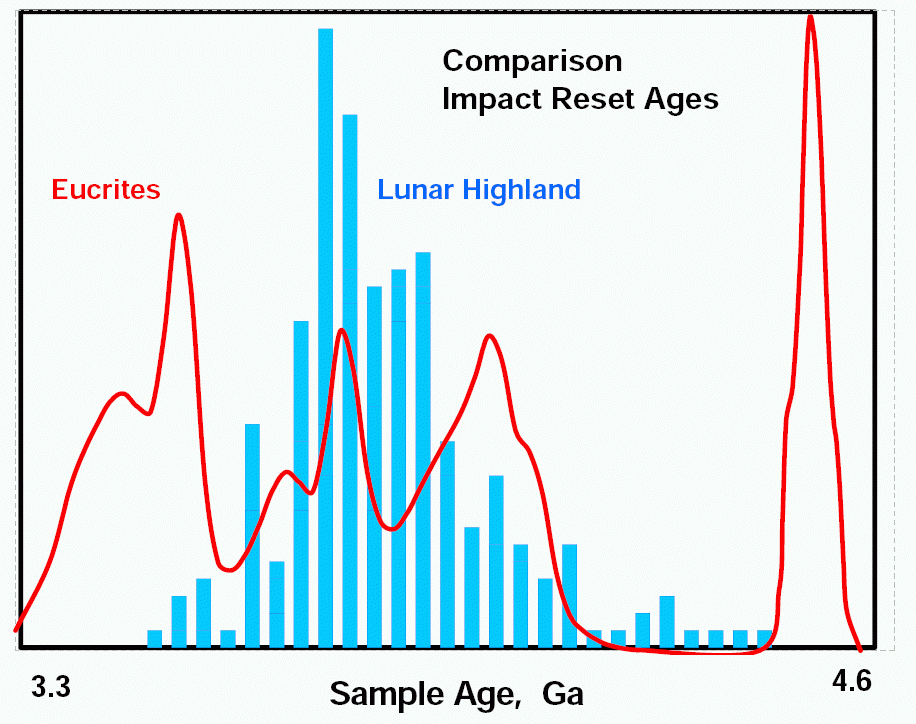 Comparison
Impact Reset Ages
Eucrites
Lunar Highland
3.3
4.6
Sample Age, Ga